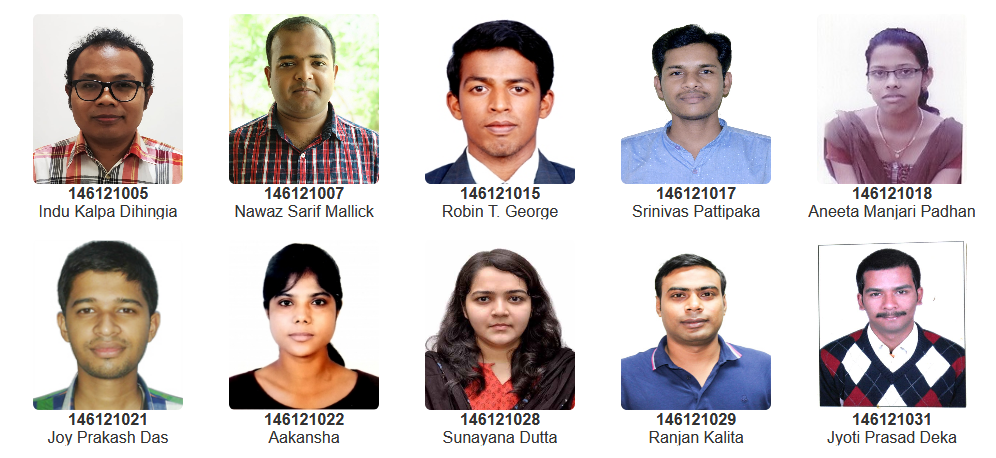 146121005
Indu Kalpa Dihingia
146121007
Nawaz Sarif Mallick
146121015
Robin T. George
146121017
Srinivas Pattipaka
146121018
Aneeta Manjari Padhan
146121021
Joy Prakash Das
146121022
Aakansha
146121028
Sunayana Dutta
146121029
Ranjan Kalita
146121031
Jyoti Prasad Deka